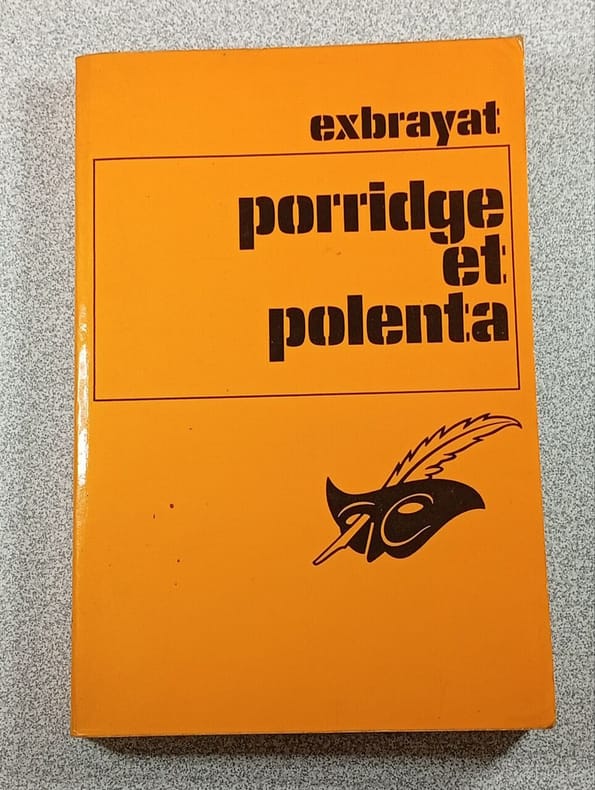 exbrayat
porridge
et
polenta